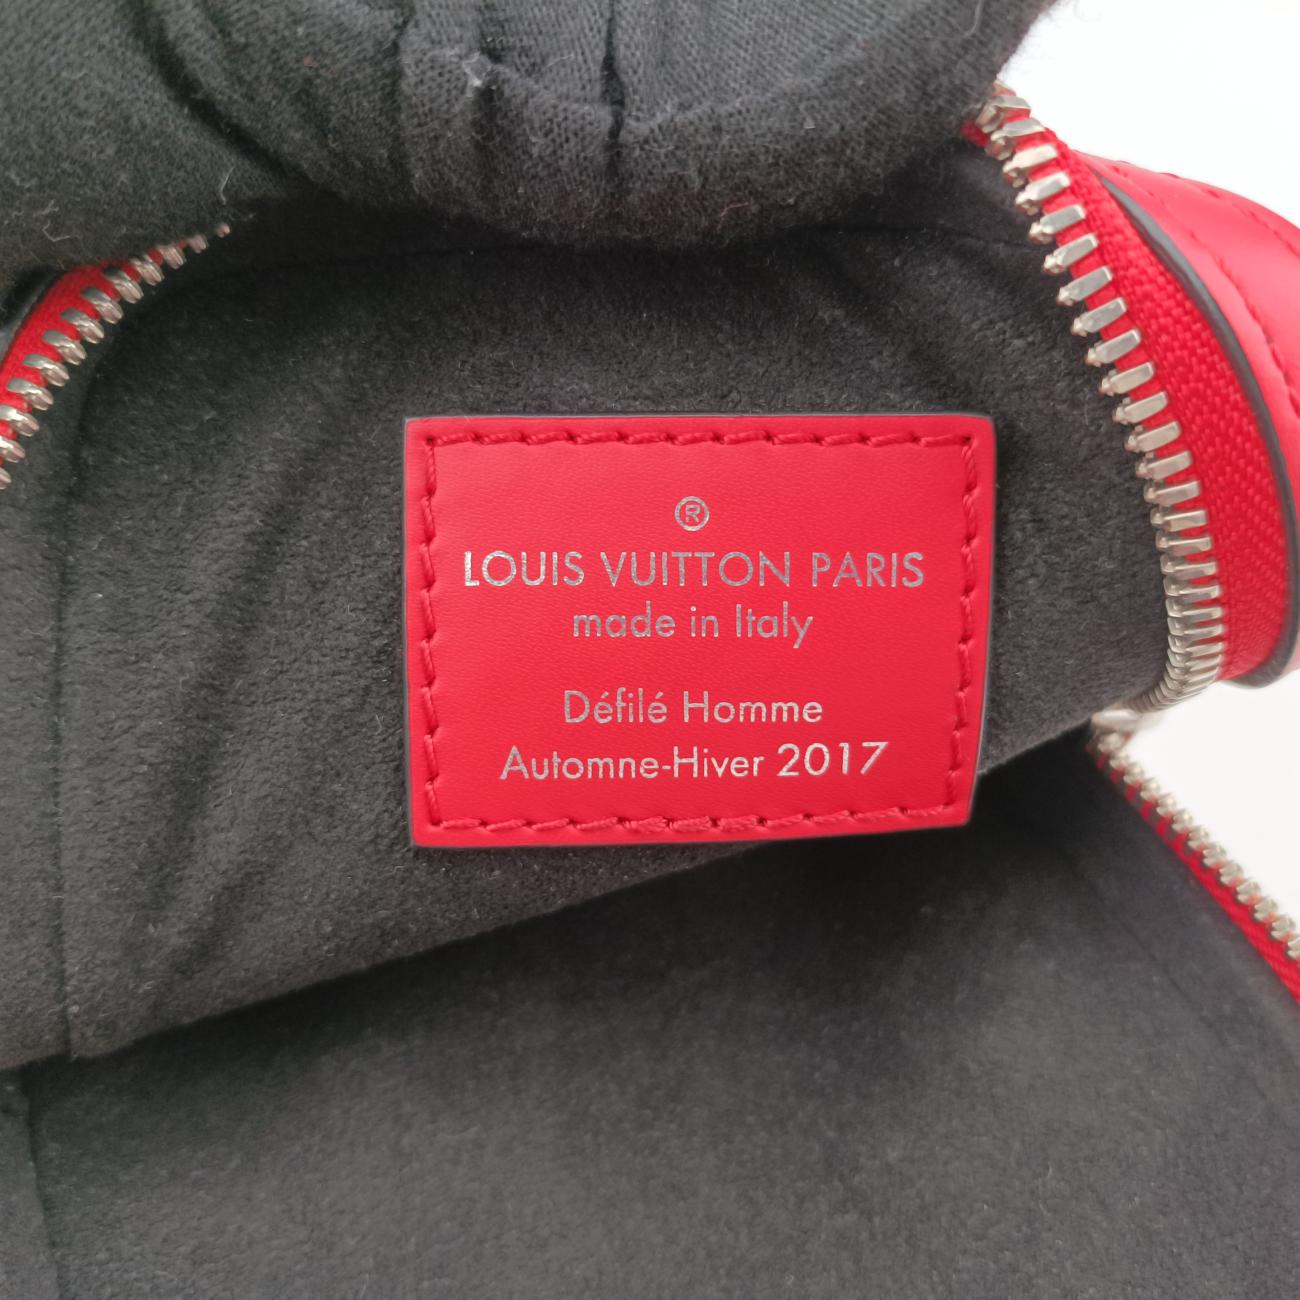 ®
LOUIS VUITTON PARIS
made in Italy
Défilé Homme
Automne-Hiver 2017